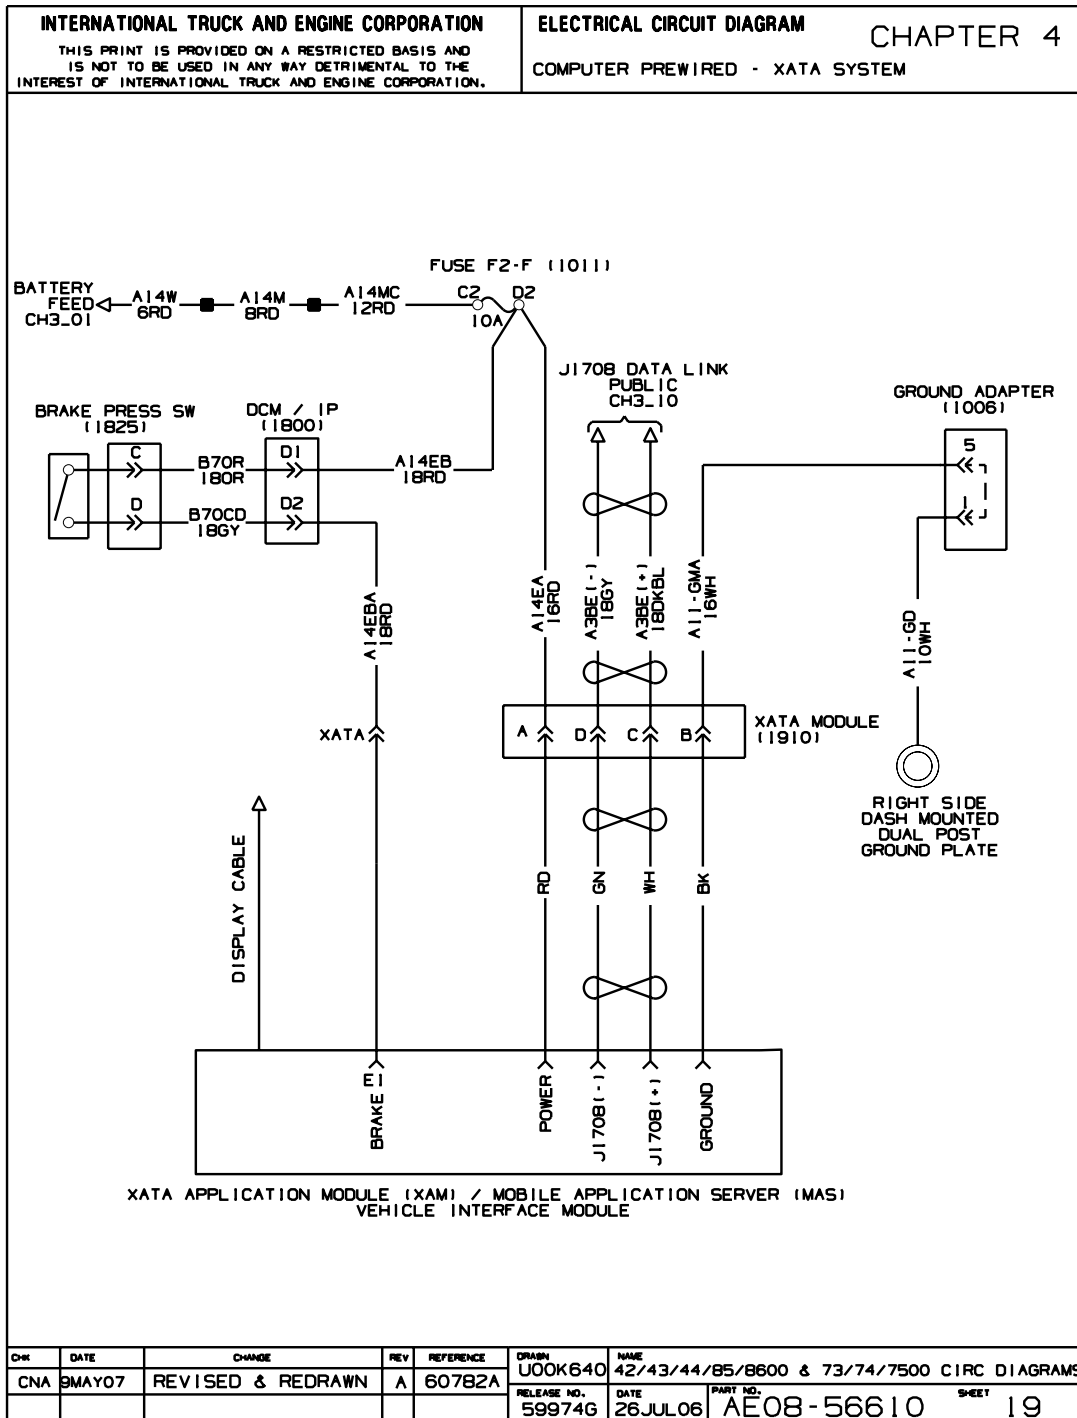 INTERNATIONAL TRUCK AND ENGINE CORPORATION
THIS PRINT IS PROVIDED ON A RESTRICTED BASIS AND
IS NOT TO BE USED IN ANY WAY DETRIMENTAL TO THE
INTEREST OF INTERNATIONAL TRUCK AND ENGINE CORPORATION.
ELECTRICAL CIRCUIT DIAGRAM
CHAPTER 4
COMPUTER PREWIRED - XATA SYSTEM
FUSE F2-F (1011)
BATTERY
FEED
CH3_01
A14W
6RD
A14M
8RD
A14MC
12RD
C2
D2
10A
J1708 DATA LINK
PUBLIC
CH3_10
GROUND ADAPTER
(1006)
BRAKE PRESS SW
(1825)
DCM / IP
(1800)
C
B70R
18OR
D1
A14EB
18RD
5
D
B70CD
18GY
D2
1
A14EBA
18RD
A14EA
16RD
A3BE(-)
18GY
A3BE(+)
18DKBL
A11-GMA
16WH
A11-GD
10WH
XATA
A
D
C
B
XATA MODULE
(1910)
RIGHT SIDE
DASH MOUNTED
DUAL POST
GROUND PLATE
DISPLAY CABLE
RD
GN
WH
BK
E1
BRAKE
POWER
J1708(-)
J1708(+)
GROUND
XATA APPLICATION MODULE (XAM) / MOBILE APPLICATION SERVER (MAS)
VEHICLE INTERFACE MODULE
CHK DATE CHANGE REV REFERENCE
CNA 9MAY07 REVISED & REDRAWN A 60782A
DRAWN
U00K640
NAME
42/43/44/85/8600 & 73/74/7500 CIRC DIAGRAMS
RELEASE NO.
59974G
DATE
26JUL06
PART NO.
AE08-56610
SHEET
19